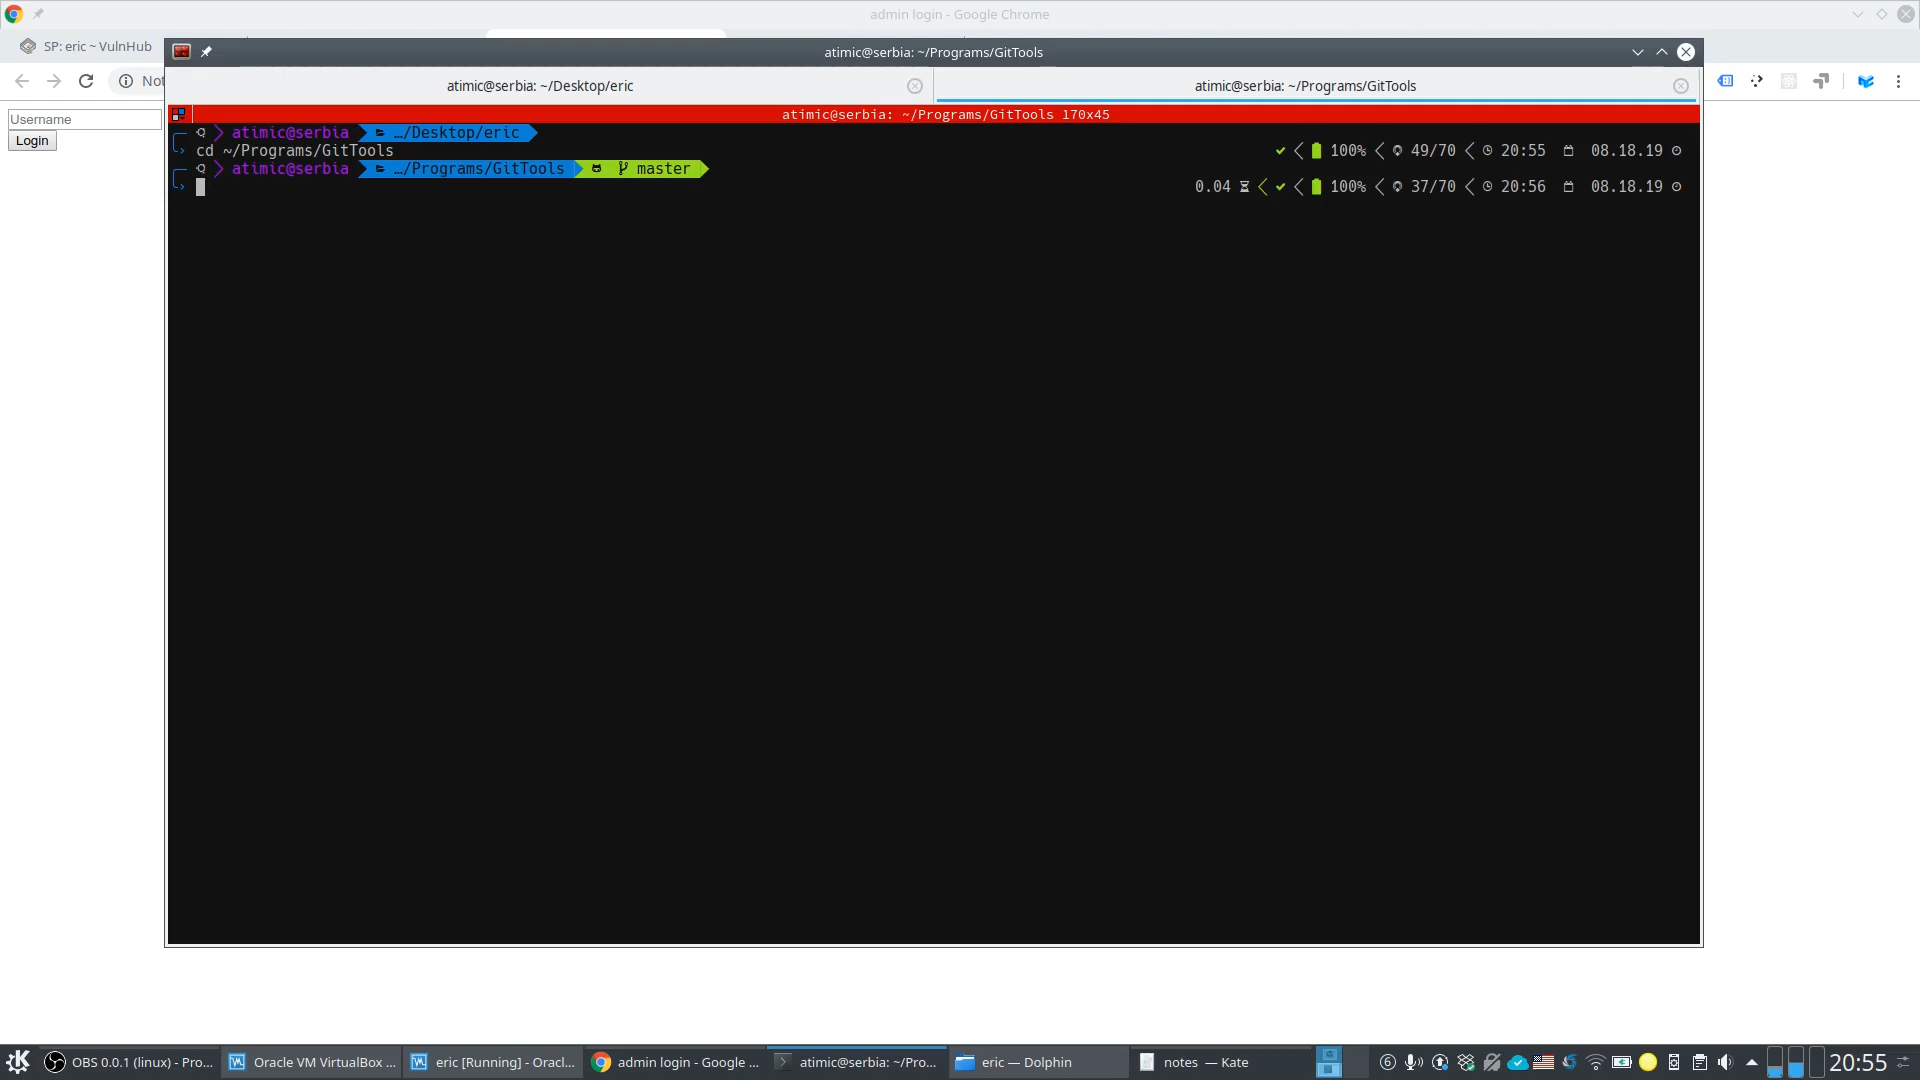 admin login - Google Chrome
SP: eric ~ VulnHub
atimic@serbia: ~/Programs/GitTools
Not
atimic@serbia: ~/Desktop/eric
atimic@serbia: ~/Programs/GitTools
Username
Login
atimic@serbia: ~/Programs/GitTools 170x45
atimic@serbia …/Desktop/eric
cd ~/Programs/GitTools 100% 49/70 20:55 08.18.19
atimic@serbia …/Programs/GitTools master
0.04 100% 37/70 20:56 08.18.19
OBS 0.0.1 (linux) - Pro...
Oracle VM VirtualBox ...
eric [Running] - Oracl...
admin login - Google ...
atimic@serbia: ~/Pro...
eric — Dolphin
notes — Kate
6
20:55